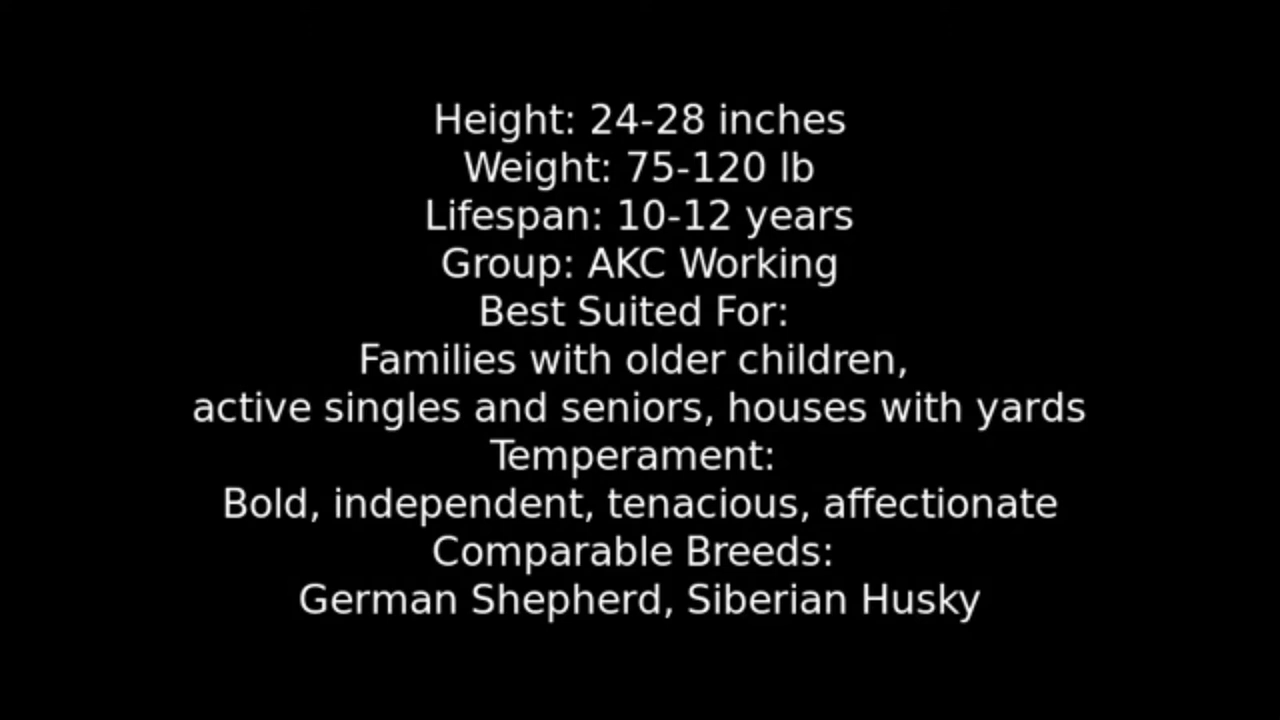 Height: 24-28 inches
Weight: 75-120 lb
Lifespan: 10-12 years
Group: AKC Working
Best Suited For:
Families with older children,
active singles and seniors, houses with yards
Temperament:
Bold, independent, tenacious, affectionate
Comparable Breeds:
German Shepherd, Siberian Husky